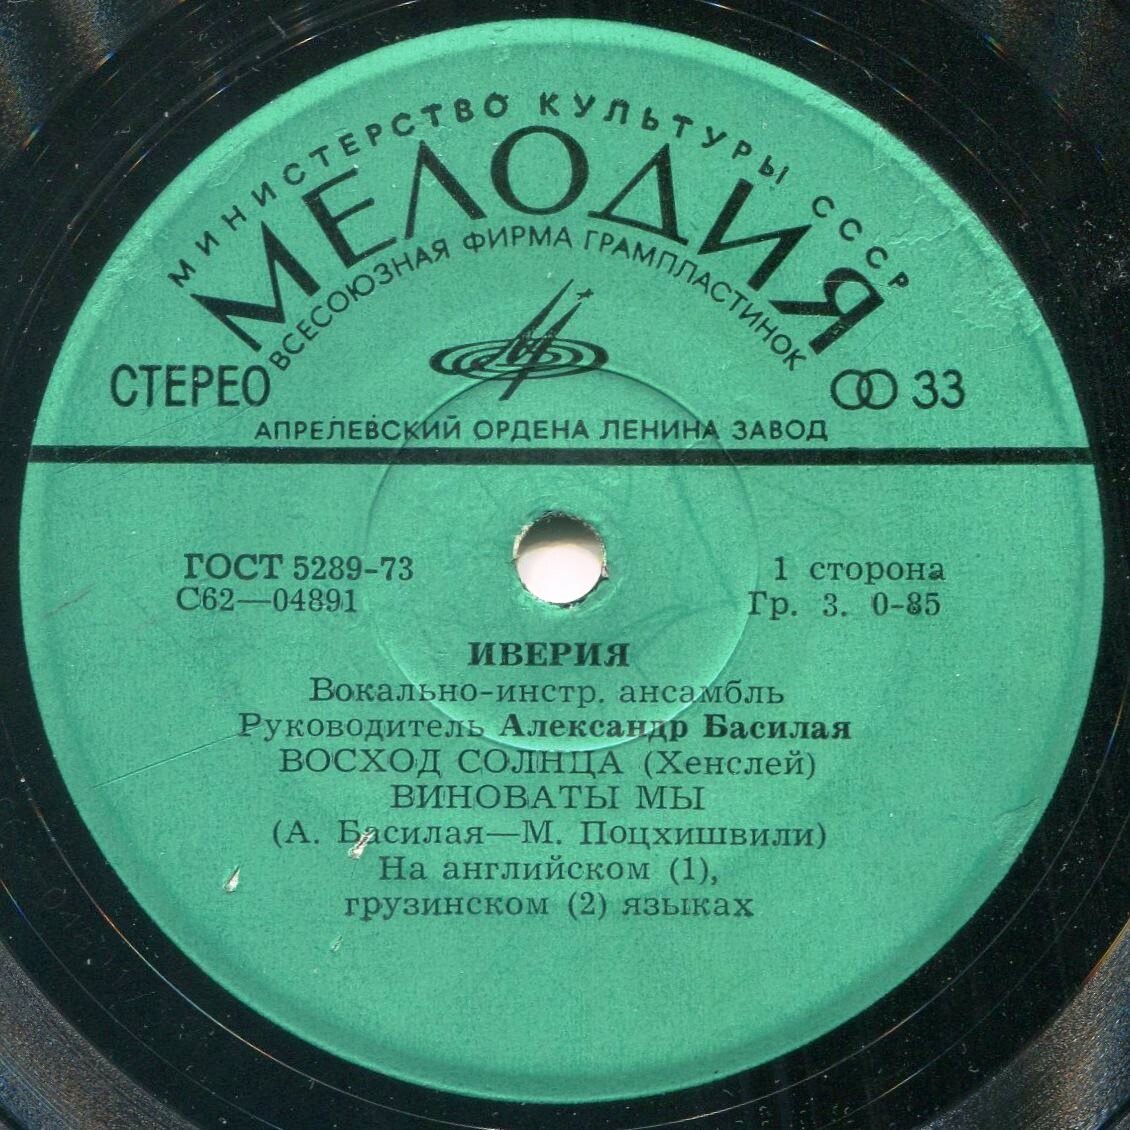 МИНИСТЕРСТВО КУЛЬТУРЫ СССР
МЕЛОДИЯ
ВСЕСОЮЗНАЯ ФИРМА ГРАМПЛАСТИНОК
СТЕРЕО
33
АПРЕЛЕВСКИЙ ОРДЕНА ЛЕНИНА ЗАВОД
ГОСТ 5289-73
С62—04891
1 сторона
Гр. 3. 0-85
ИВЕРИЯ
Вокально-инстр. ансамбль
Руководитель Александр Басилая
ВОСХОД СОЛНЦА (Хенслей)
ВИНОВАТЫ МЫ
(А. Басилая—М. Поцхишвили)
На английском (1),
грузинском (2) языках